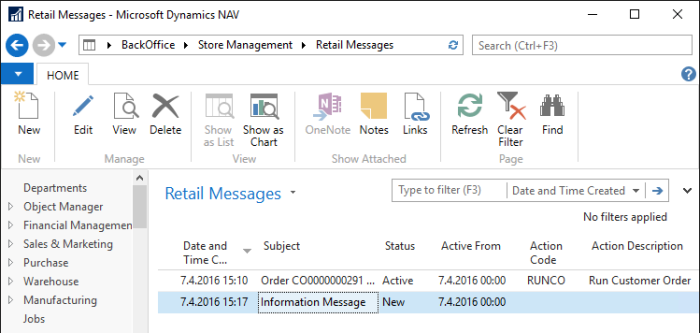 Retail Messages - Microsoft Dynamics NAV
BackOffice Store Management Retail Messages
Search (Ctrl+F3)
HOME
New Edit View Delete Show as List Show as Chart OneNote Notes Links Refresh Clear Filter Find
New Manage View Show Attached Page
Departments
Object Manager
Financial Managemen
Sales & Marketing
Purchase
Warehouse
Manufacturing
Jobs
Retail Messages
Type to filter (F3) Date and Time Created
No filters applied
Date and Time C... Subject Status Active From Action Code Action Description
7.4.2016 15:10 Order CO0000000291 ... Active 7.4.2016 00:00 RUNCO Run Customer Order
7.4.2016 15:17 Information Message New 7.4.2016 00:00